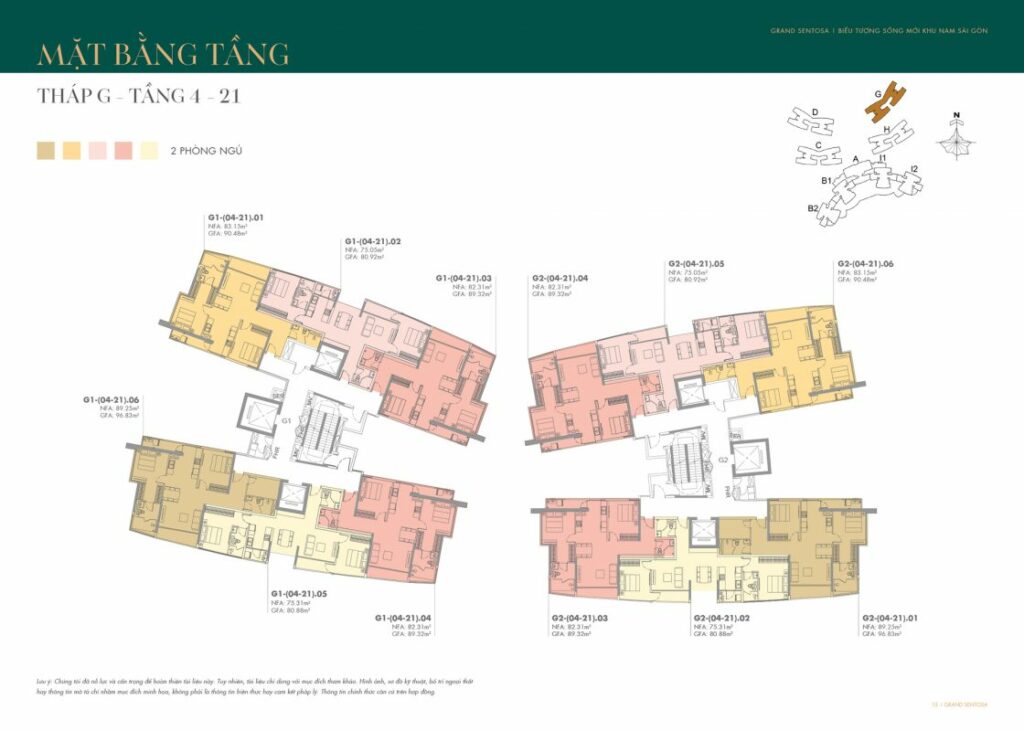 GRAND SENTOSA | BIỂU TƯỢNG SỐNG MỚI KHU NAM SÀI GÒN
MẶT BẰNG TẦNG
THÁP G - TẦNG 4 - 21
2 PHÒNG NGỦ
G
D
H
C
A
I1
I2
B1
B2
N
G1-(04-21).01
NFA: 83.15m²
GFA: 90.48m²
G1-(04-21).02
NFA: 75.05m²
GFA: 80.92m²
G1-(04-21).03
NFA: 82.31m²
GFA: 89.32m²
G2-(04-21).04
NFA: 82.31m²
GFA: 89.32m²
G2-(04-21).05
NFA: 75.05m²
GFA: 80.92m²
G2-(04-21).06
NFA: 83.15m²
GFA: 90.48m²
G1-(04-21).06
NFA: 89.25m²
GFA: 96.83m²
G1
G2
PHR
PHR
G1-(04-21).05
NFA: 75.31m²
GFA: 80.88m²
G1-(04-21).04
NFA: 82.31m²
GFA: 89.32m²
G2-(04-21).03
NFA: 82.31m²
GFA: 89.32m²
G2-(04-21).02
NFA: 75.31m²
GFA: 80.88m²
G2-(04-21).01
NFA: 89.25m²
GFA: 96.83m²
Lưu ý: Chúng tôi đã nỗ lực và cẩn trọng để hoàn thiện tài liệu này. Tuy nhiên, tài liệu chỉ dùng với mục đích tham khảo. Hình ảnh, sơ đồ kỹ thuật, bố trí ngoại thất
hay thông tin mô tả chỉ nhằm mục đích minh họa, không phải là thông tin hiện thực hay cam kết pháp lý. Thông tin chính thức căn cứ trên hợp đồng.
| GRAND SENTOSA